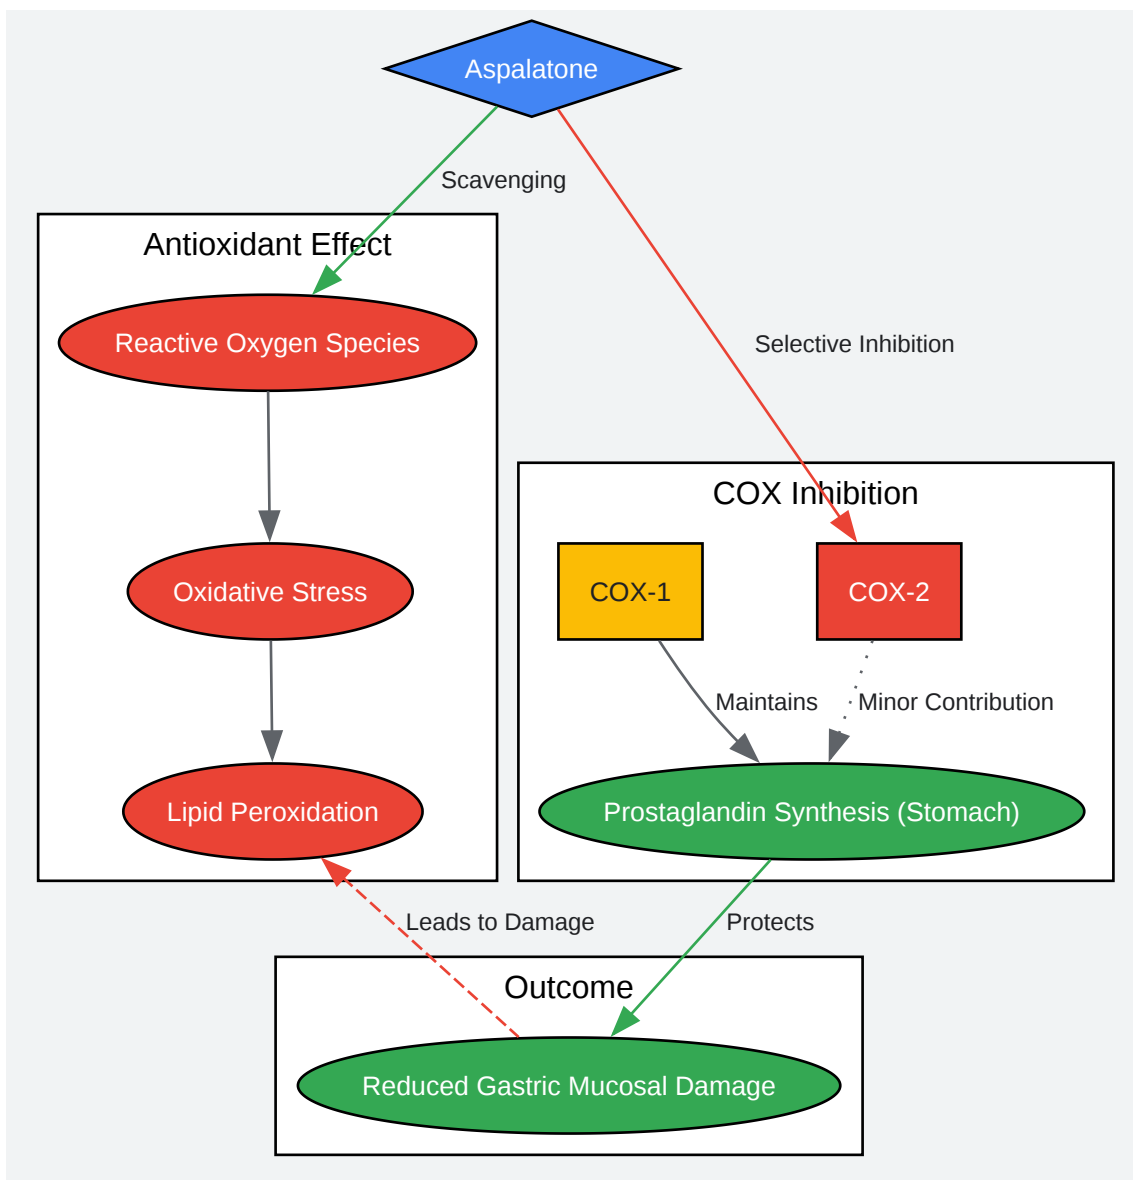 Aspalatone
Scavenging
Antioxidant Effect
Reactive Oxygen Species
Selective Inhibition
COX Inhibition
Oxidative Stress
COX-1
COX-2
Maintains
Minor Contribution
Lipid Peroxidation
Prostaglandin Synthesis (Stomach)
Leads to Damage
Protects
Outcome
Reduced Gastric Mucosal Damage